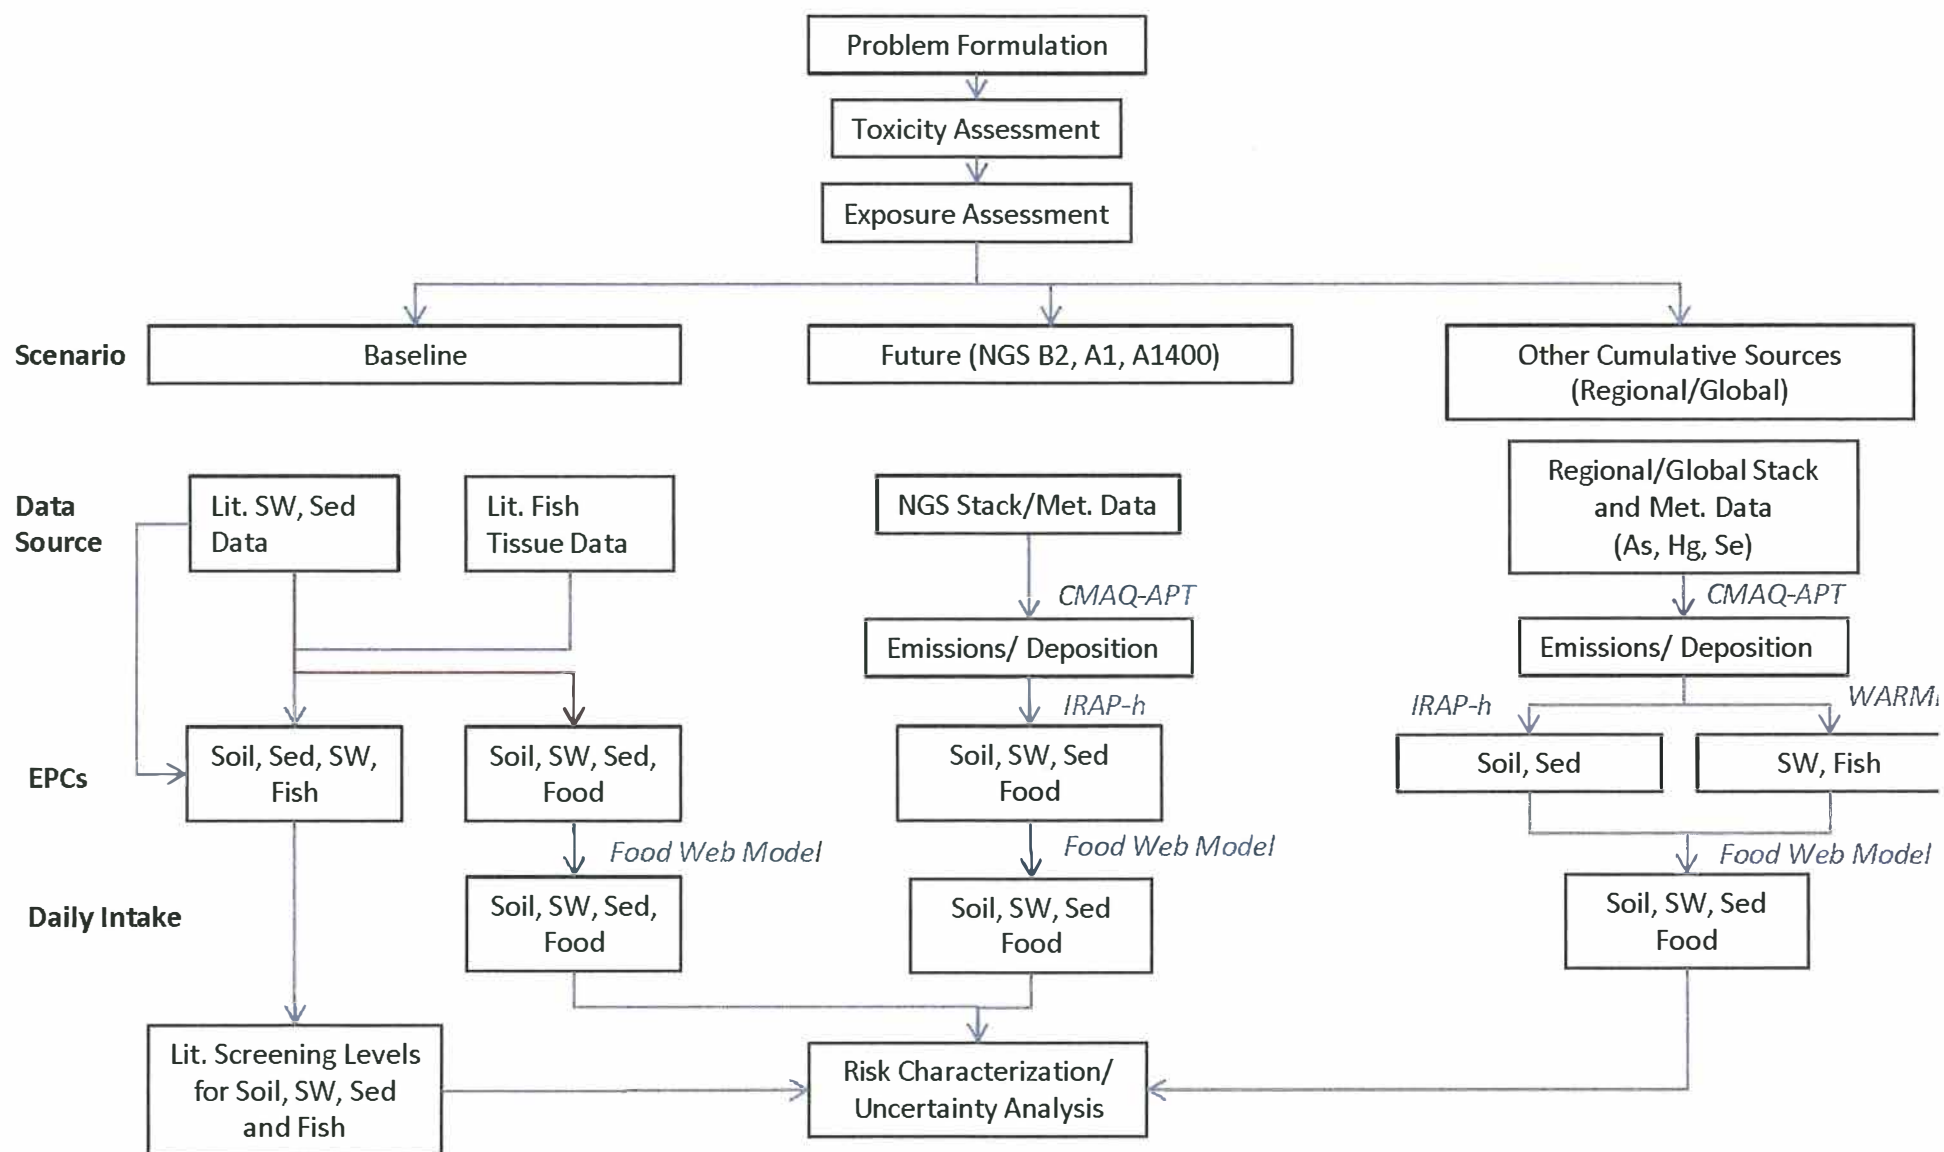 Problem Formulation
Toxicity Assessment
Exposure Assessment
Scenario
Baseline
Future (NGS B2, A1, A1400)
Other Cumulative Sources
(Regional/Global)
Data
Source
Lit. SW, Sed
Data
Lit. Fish
Tissue Data
NGS Stack/Met. Data
Regional/Global Stack
and Met. Data
(As, Hg, Se)
CMAQ-APT
CMAQ-APT
Emissions/ Deposition
Emissions/ Deposition
IRAP-h
IRAP-h
EPCs
Soil, Sed, SW,
Fish
Soil, SW, Sed,
Food
Soil, SW, Sed
Food
Soil, Sed
SW, Fish
Food Web Model
Food Web Model
Food Web Model
Daily Intake
Soil, SW, Sed,
Food
Soil, SW, Sed
Food
Soil, SW, Sed
Food
Lit. Screening Levels
for Soil, SW, Sed
and Fish
Risk Characterization/
Uncertainty Analysis